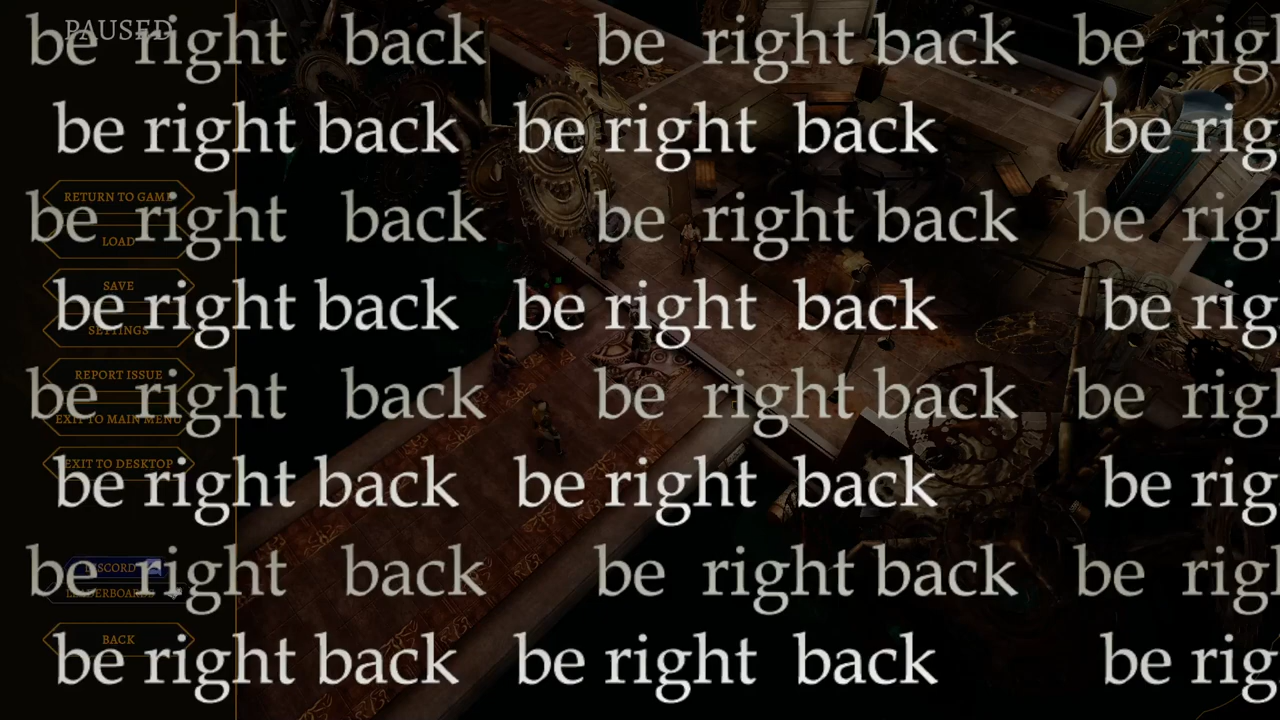 PAUSED
be right back be right back be rig
be right back be right back be rig
RETURN TO GAME
be right back be right back be rig
LOAD
SAVE
be right back be right back be rig
SETTINGS
REPORT ISSUE
be right back be right back be rig
EXIT TO MAIN MENU
EXIT TO DESKTOP
be right back be right back be rig
DISCORD
be right back be right back be rig
LEADERBOARDS
BACK
be right back be right back be rig